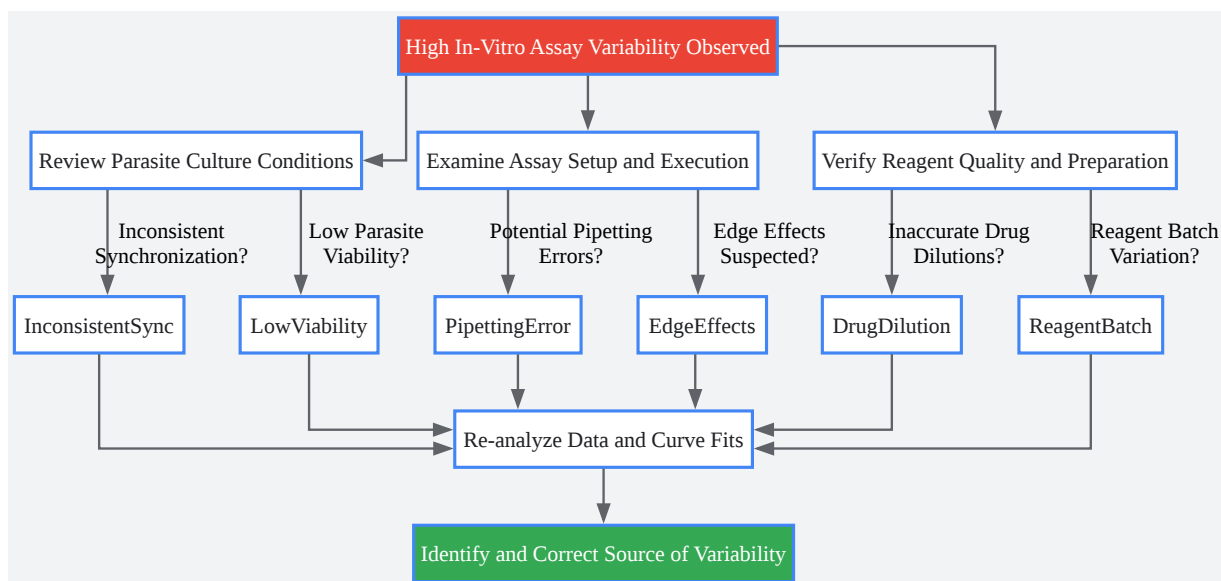 High In-Vitro Assay Variability Observed
Review Parasite Culture Conditions
Examine Assay Setup and Execution
Verify Reagent Quality and Preparation
Inconsistent
Synchronization?
Low Parasite
Viability?
Potential Pipetting
Errors?
Edge Effects
Suspected?
Inaccurate Drug
Dilutions?
Reagent Batch
Variation?
InconsistentSync
LowViability
PipettingError
EdgeEffects
DrugDilution
ReagentBatch
Re-analyze Data and Curve Fits
Identify and Correct Source of Variability